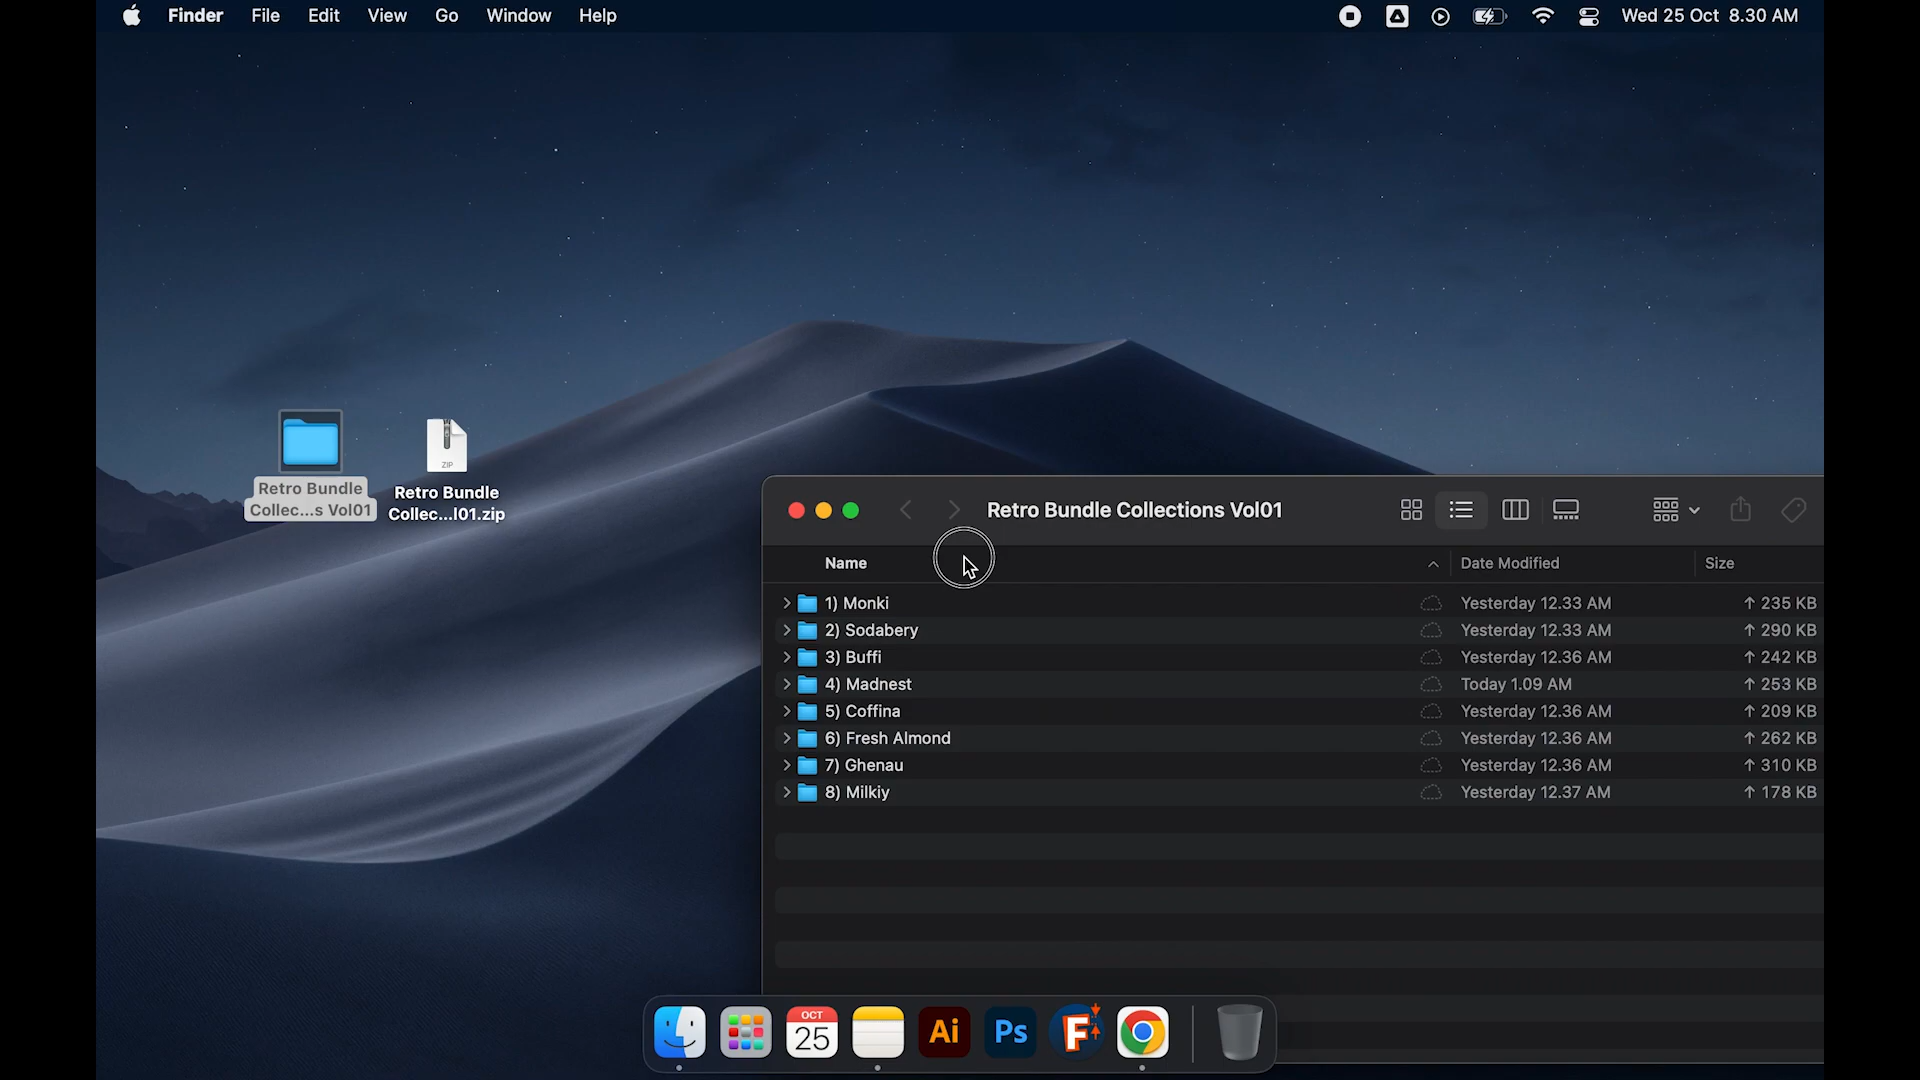 Finder File Edit View Go Window Help Wed 25 Oct 8.30 AM
Retro Bundle
Collec...s Vol01
ZIP
Retro Bundle
Collec...l01.zip
Retro Bundle Collections Vol01
Name Date Modified Size
1) Monki Yesterday 12.33 AM ↑ 235 KB
2) Sodabery Yesterday 12.33 AM ↑ 290 KB
3) Buffi Yesterday 12.36 AM ↑ 242 KB
4) Madnest Today 1.09 AM ↑ 253 KB
5) Coffina Yesterday 12.36 AM ↑ 209 KB
6) Fresh Almond Yesterday 12.36 AM ↑ 262 KB
7) Ghenau Yesterday 12.36 AM ↑ 310 KB
8) Milkiy Yesterday 12.37 AM ↑ 178 KB
OCT
25
Ai Ps F